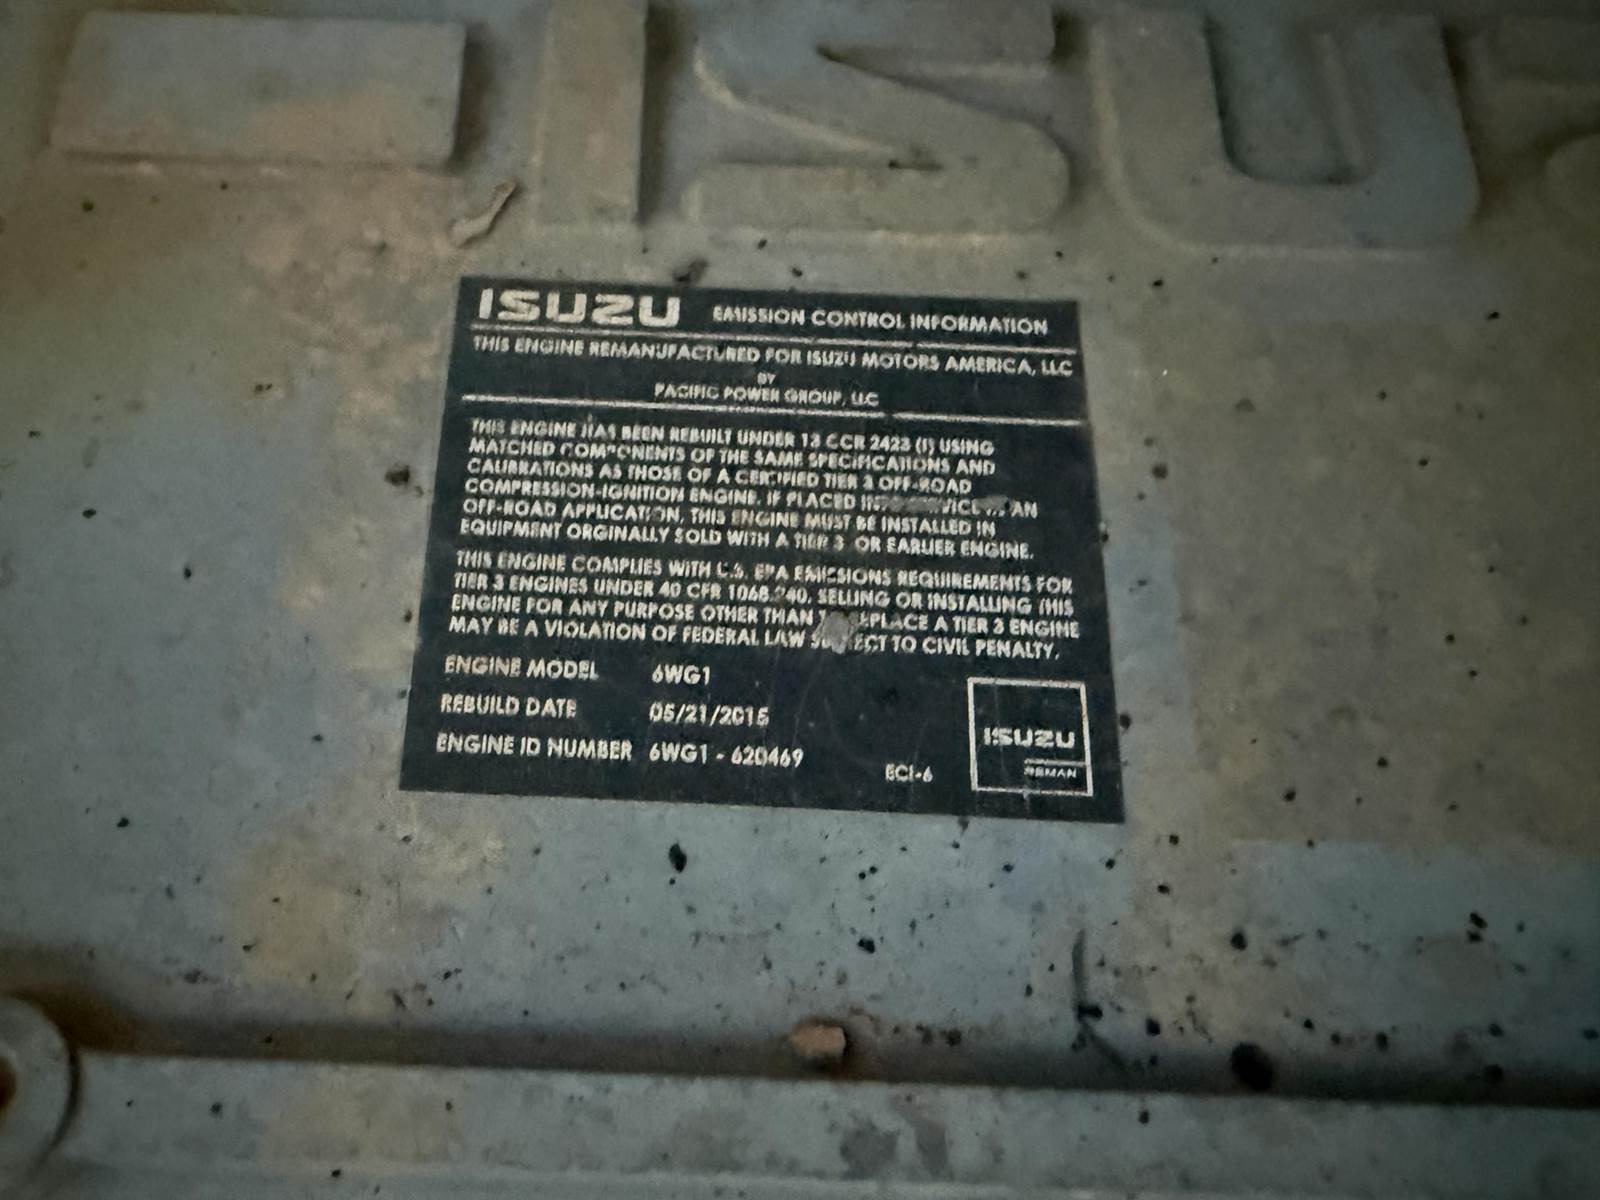 ISUZU
ISUZU EMISSION CONTROL INFORMATION
THIS ENGINE REMANUFACTURED FOR ISUZU MOTORS AMERICA, LLC
BY
PACIFIC POWER GROUP, LLC
THIS ENGINE HAS BEEN REBUILT UNDER 13 CCR 2423 (l) USING
MATCHED COMPONENTS OF THE SAME SPECIFICATIONS AND
CALIBRATIONS AS THOSE OF A CERTIFIED TIER 3 OFF-ROAD
COMPRESSION-IGNITION ENGINE. IF PLACED AN
OFF-ROAD APPLICATION, THIS ENGINE MUST BE INSTALLED IN
EQUIPMENT ORGINALLY SOLD WITH A TIER 3 OR EARLIER ENGINE.
THIS ENGINE COMPLIES WITH U.S. EPA EMISSIONS REQUIREMENTS FOR
TIER 3 ENGINES UNDER 40 CFR 1068.240. SELLING OR INSTALLING THIS
ENGINE FOR ANY PURPOSE OTHER THAN REPLACE A TIER 3 ENGINE
MAY BE A VIOLATION OF FEDERAL LAW SUBJECT TO CIVIL PENALTY.
ENGINE MODEL 6WG1
REBUILD DATE 05/21/2015
ENGINE ID NUMBER 6WG1 - 620469
ECI-6
ISUZU
REMAN